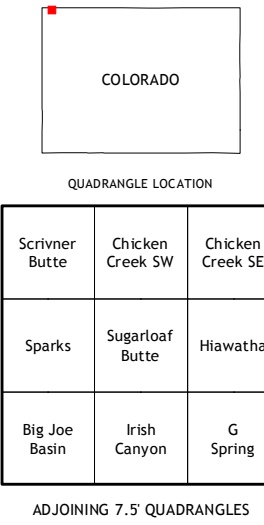 COLORADO
QUADRANGLE LOCATION
Scrivner
Butte
Chicken
Creek SW
Chicken
Creek SE
Sparks
Sugarloaf
Butte
Hiawatha
Big Joe
Basin
Irish
Canyon
G
Spring
ADJOINING 7.5' QUADRANGLES